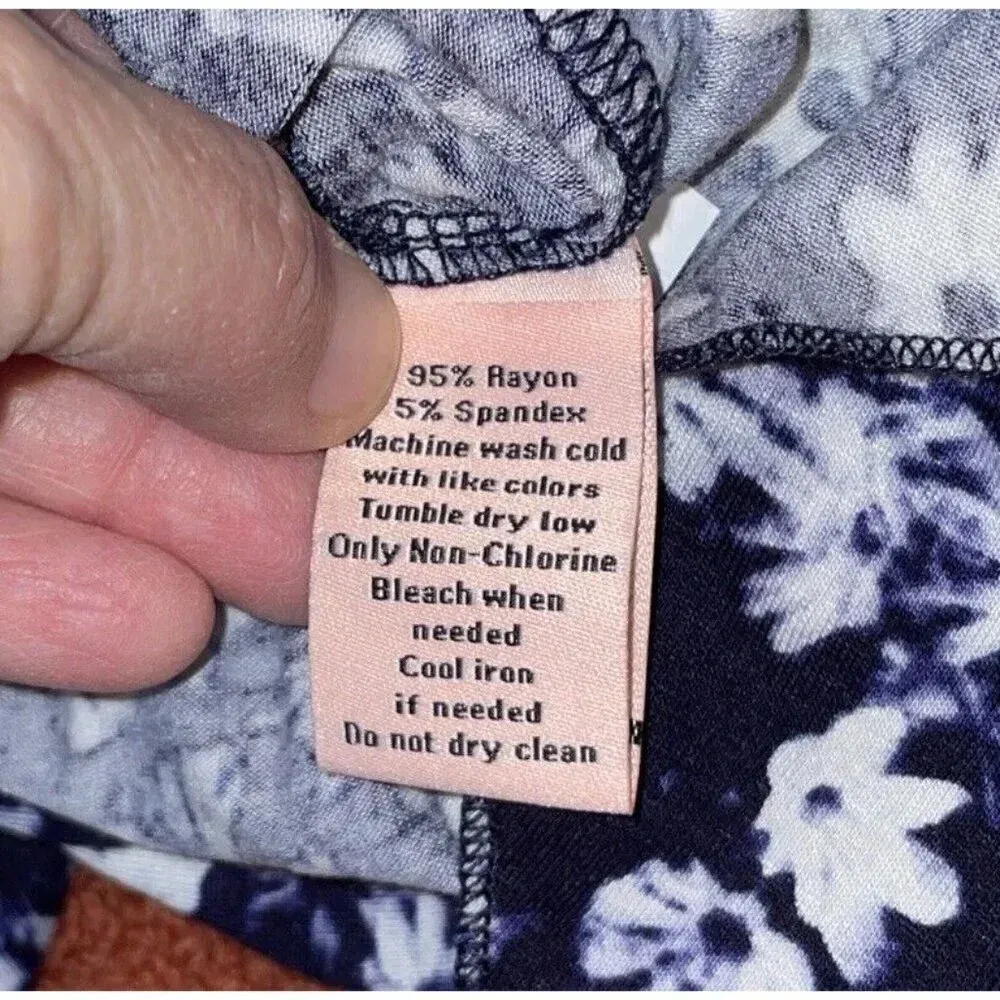 95% Rayon
5% Spandex
Machine wash cold
with like colors
Tumble dry low
Only Non-Chlorine
Bleach when
needed
Cool iron
if needed
Do not dry clean